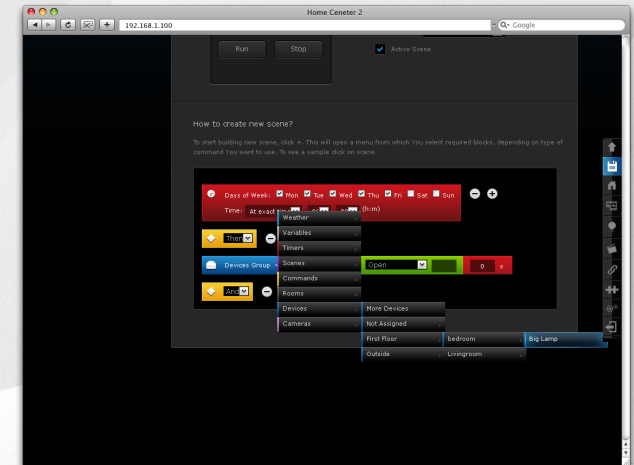 Home Ceneter 2
192.168.1.100
Google
Run Stop Active Scene
How to create new scene?
To start building new scene, click +. This will open a menu from which You select required blocks, depending on type of
command You want to use. To see a sample click on scene.
Days of Week: Mon Tue Wed Thu Fri Sat Sun
Time: At exact (h:m)
Weather
Then
Variables
Timers
Devices Group Scenes Open 0 s
Commands
And Rooms
Devices More Devices
Cameras Not Assigned
First Floor bedroom Big Lamp
Outside Livingroom